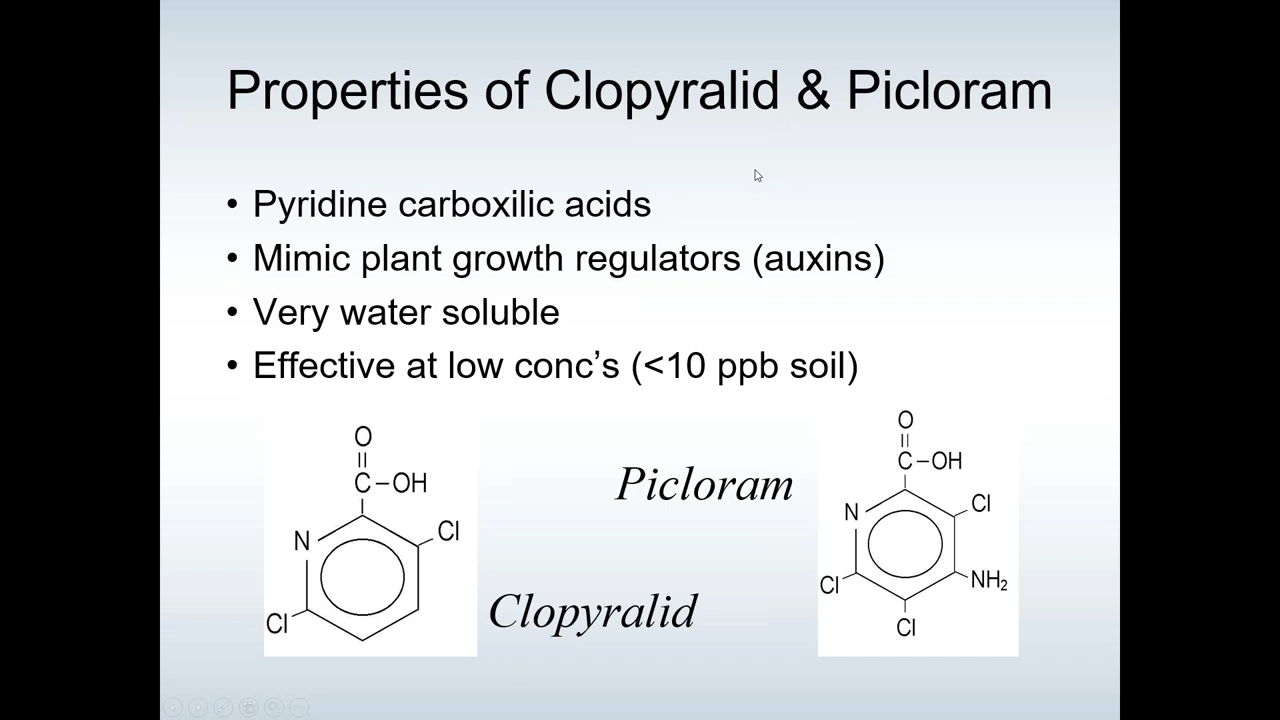 Properties of Clopyralid & Picloram
• Pyridine carboxilic acids
• Mimic plant growth regulators (auxins)
• Very water soluble
• Effective at low conc’s (<10 ppb soil)
O
C–OH
N
Cl
Cl
Clopyralid
Picloram
O
C–OH
N
Cl
NH₂
Cl
Cl